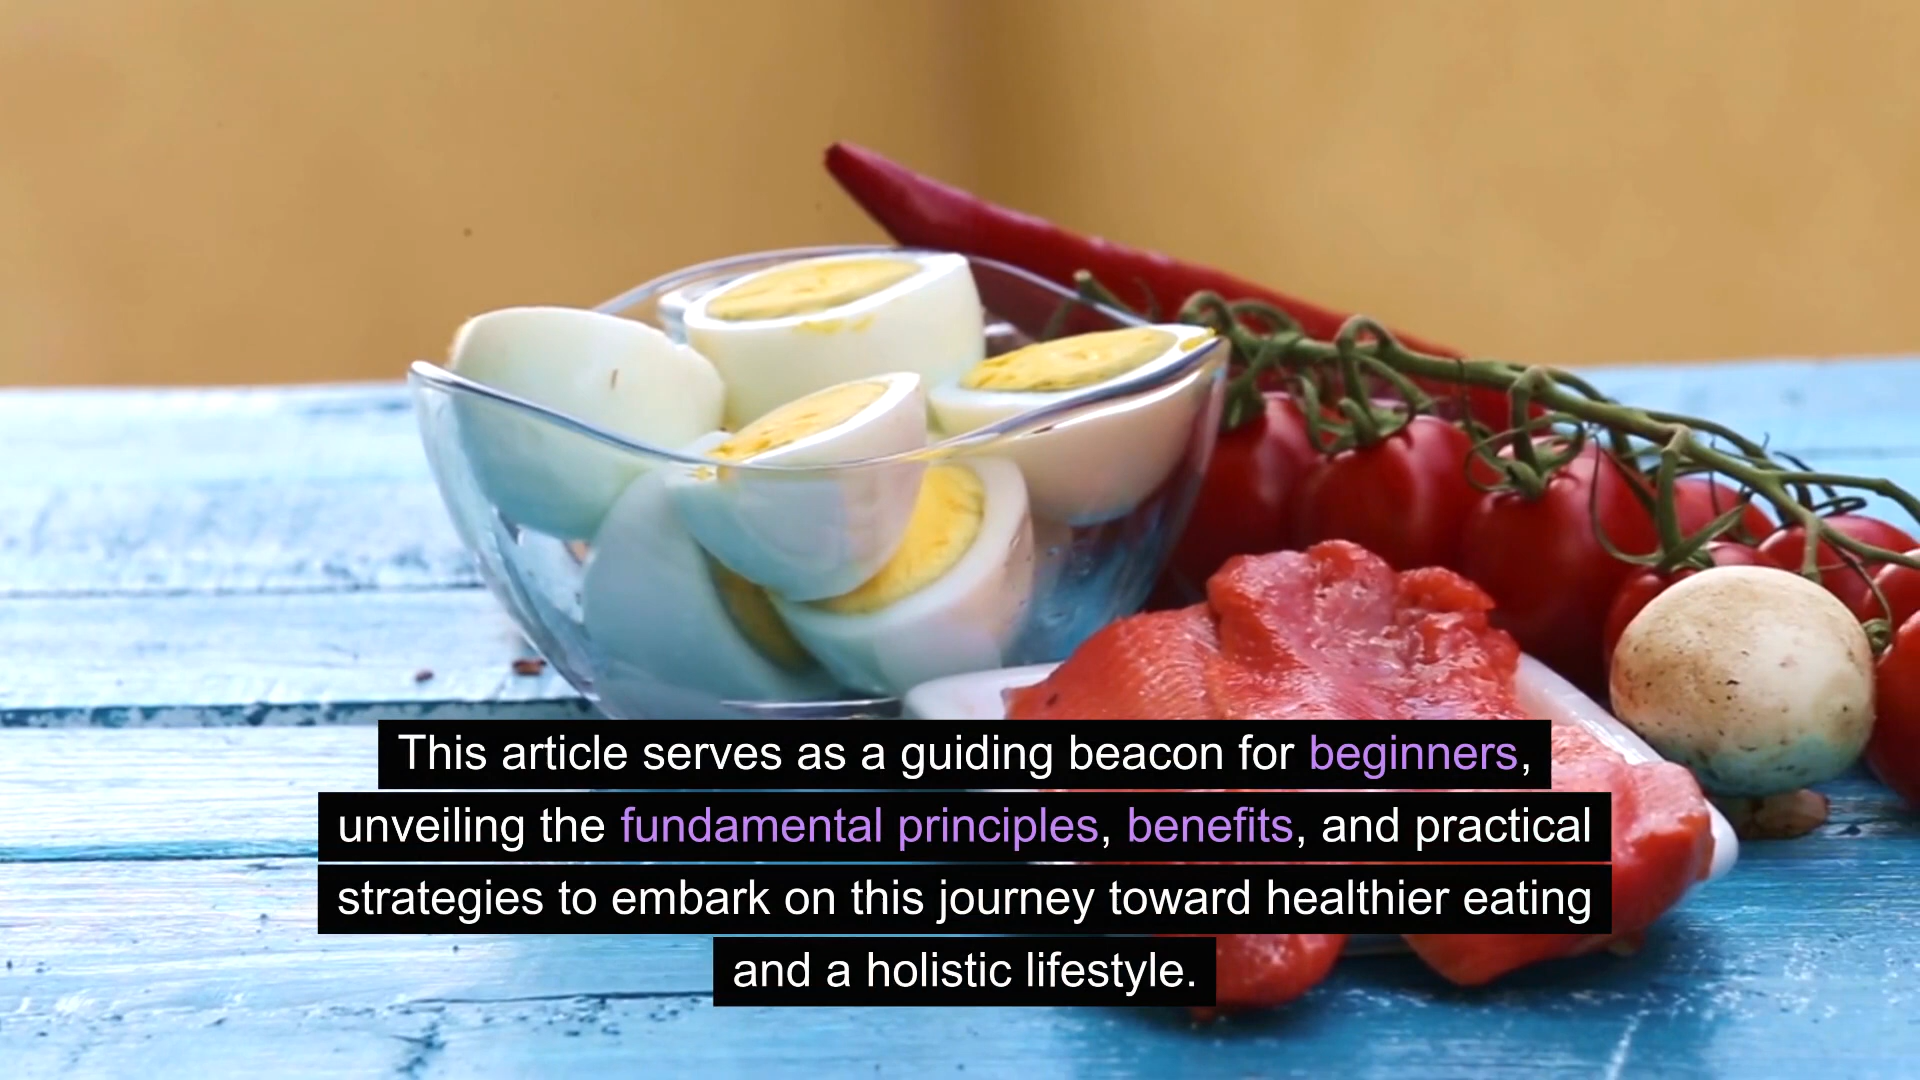 This article serves as a guiding beacon for beginners,
unveiling the fundamental principles, benefits, and practical
strategies to embark on this journey toward healthier eating
and a holistic lifestyle.